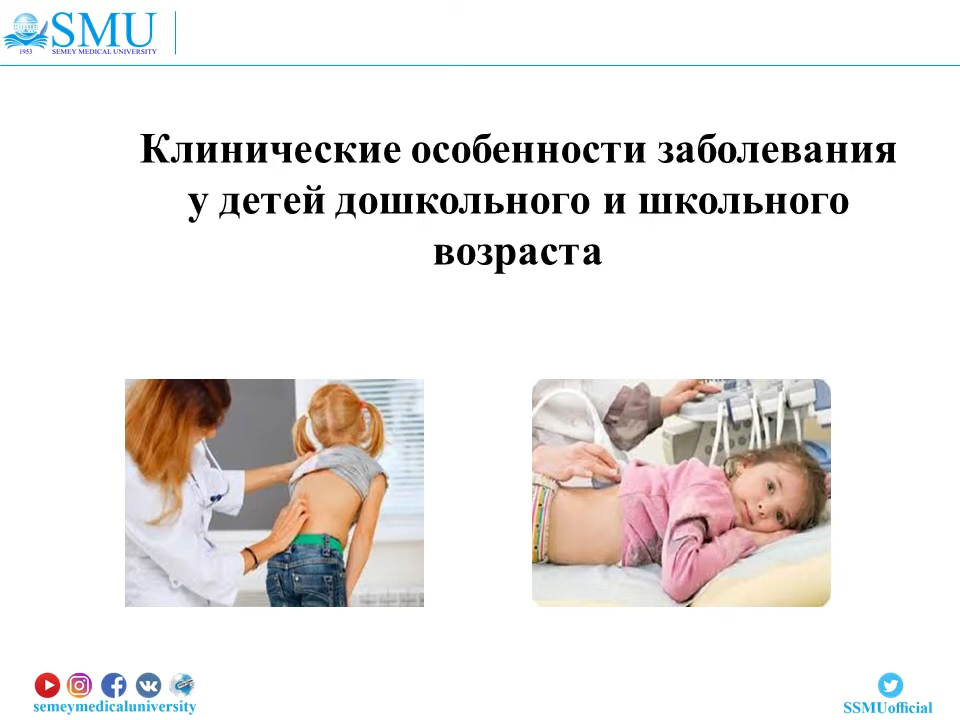 SMU
1953 SEMEY MEDICAL UNIVERSITY
Клинические особенности заболевания
у детей дошкольного и школьного
возраста
semeymedicaluniversity
SSMUofficial